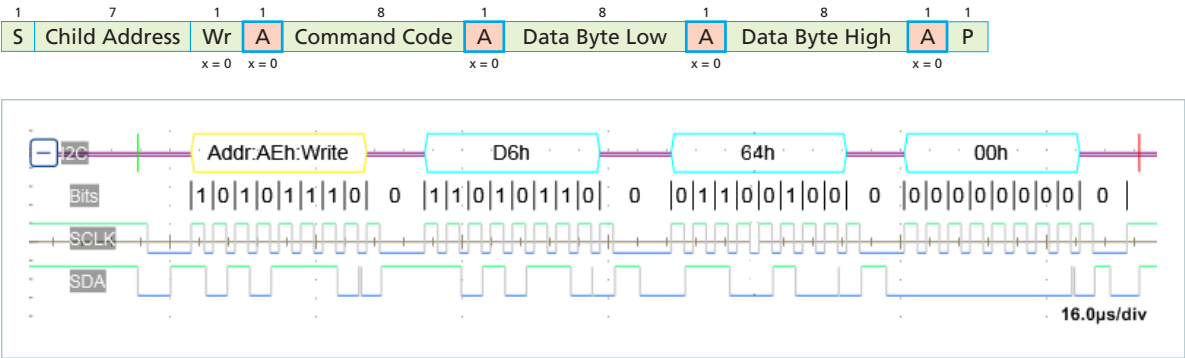 1 7 1 1 8 1 8 1 8 1 1
S Child Address Wr A Command Code A Data Byte Low A Data Byte High A P
x = 0 x = 0 x = 0 x = 0 x = 0
I2C Addr:AEh:Write D6h 64h 00h
Bits 1 0 1 0 1 1 1 0 0 1 1 0 1 0 1 1 0 0 0 1 1 0 0 1 0 0 0 0 0 0 0 0 0 0 0 0
SCLK
SDA
16.0µs/div